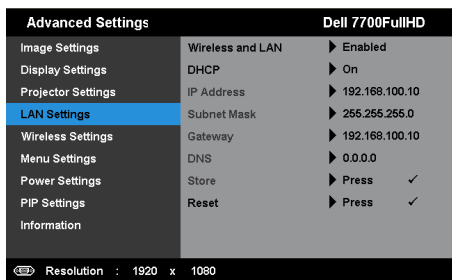 Advanced Settings Dell 7700FullHD
Image Settings Wireless and LAN Enabled
Display Settings DHCP On
Projector Settings IP Address 192.168.100.10
LAN Settings Subnet Mask 255.255.255.0
Wireless Settings Gateway 192.168.100.10
Menu Settings DNS 0.0.0.0
Power Settings Store Press ✓
PIP Settings Reset Press ✓
Information
Resolution : 1920 x 1080